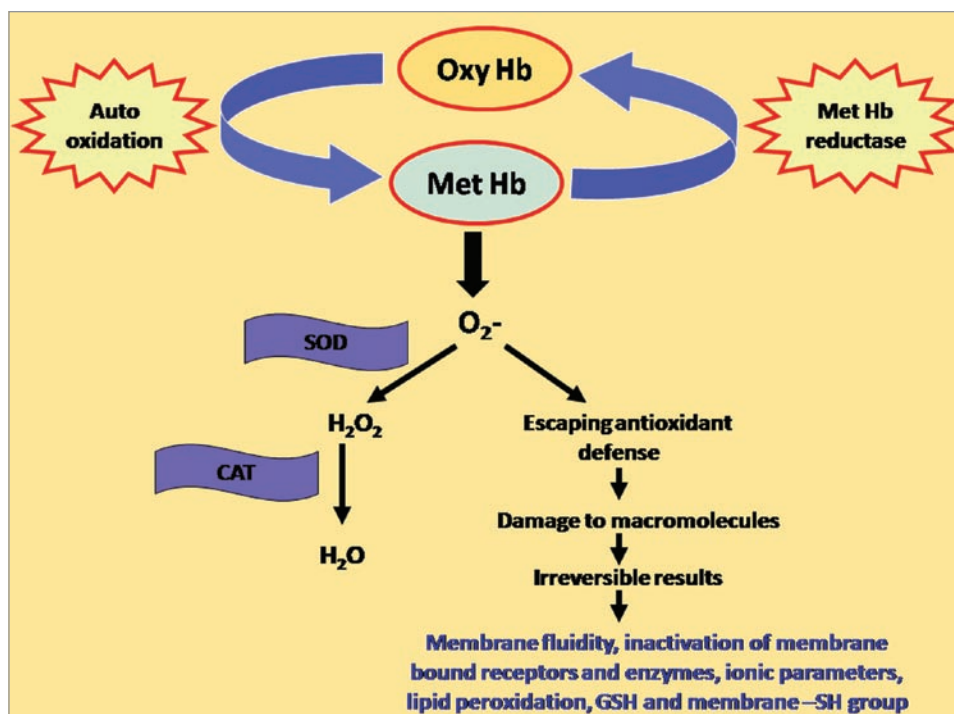 Oxy Hb
Auto
oxidation
Met Hb
reductase
Met Hb
O₂-
SOD
H₂O₂
Escaping antioxidant
defense
CAT
Damage to macromolecules
H₂O
Irreversible results
Membrane fluidity, inactivation of membrane
bound receptors and enzymes, ionic parameters,
lipid peroxidation, GSH and membrane –SH group